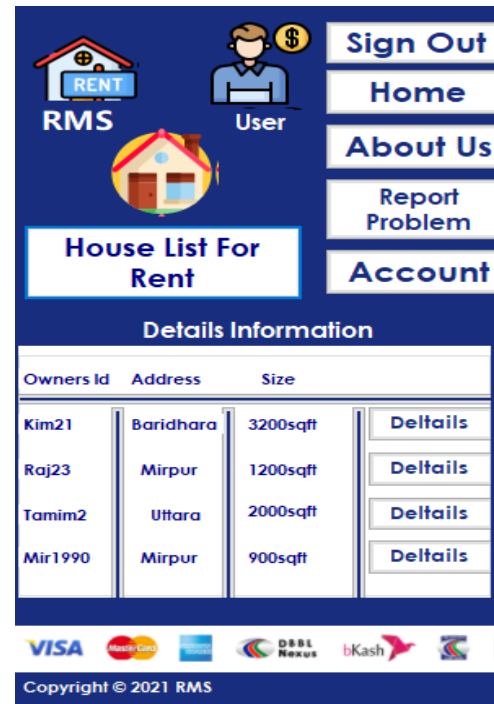 Sign Out
RENT
RMS
User
Home
About Us
Report
Problem
House List For
Rent
Account
Details Information
Owners Id Address Size
Kim21 Baridhara 3200sqft Deltails
Raj23 Mirpur 1200sqft Deltails
Tamim2 Uttara 2000sqft Deltails
Mir1990 Mirpur 900sqft Deltails
VISA MasterCard DBBL
Nexus bKash
Copyright © 2021 RMS